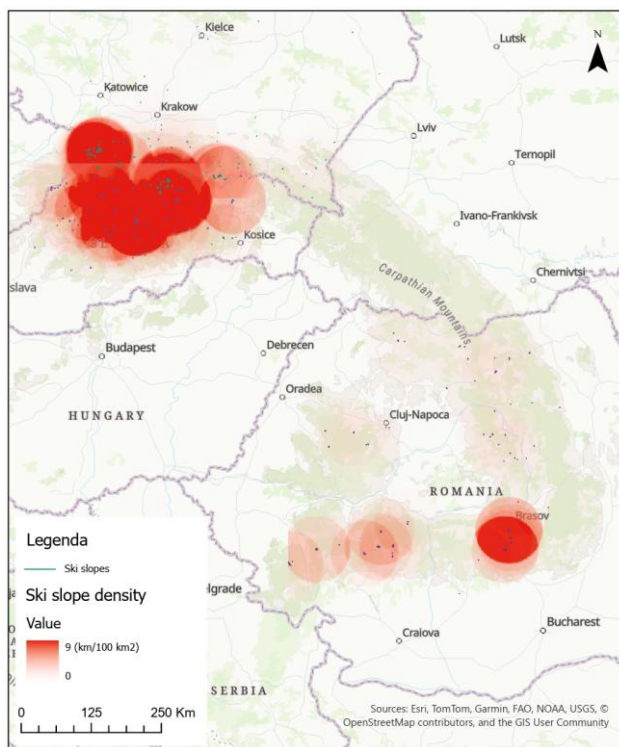 Kielce
Lutsk
N
Katowice
Krakow
Lviv
Ternopil
Ivano-Frankivsk
Kosice
Chernivtsi
slava
Carpathian Mountains
Budapest
Debrecen
Oradea
HUNGARY
Cluj-Napoca
ROMANIA
Brasov
Legenda
Ski slopes
Ski slope density
Value
9 (km/100 km2)
0
elgrade
Bucharest
Craiova
0 125 250 Km
SERBIA
Sources: Esri, TomTom, Garmin, FAO, NOAA, USGS, ©
OpenStreetMap contributors, and the GIS User Community